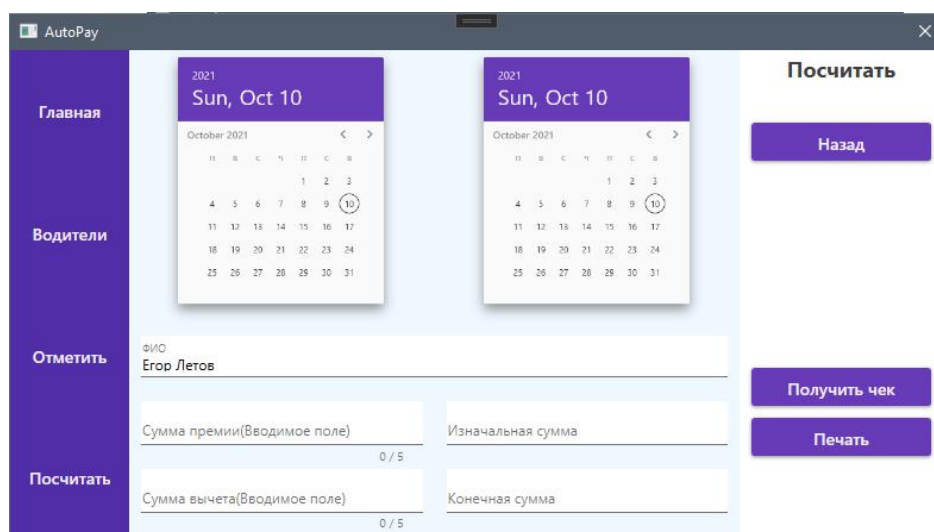 AutoPay
Главная
Водители
Отметить
Посчитать
2021
Sun, Oct 10
October 2021
П В С Ч П С В
1 2 3
4 5 6 7 8 9 10
11 12 13 14 15 16 17
18 19 20 21 22 23 24
25 26 27 28 29 30 31
2021
Sun, Oct 10
October 2021
П В С Ч П С В
1 2 3
4 5 6 7 8 9 10
11 12 13 14 15 16 17
18 19 20 21 22 23 24
25 26 27 28 29 30 31
ФИО
Егор Летов
Сумма премии(Вводимое поле)
0 / 5
Изначальная сумма
Сумма вычета(Вводимое поле)
0 / 5
Конечная сумма
Посчитать
Назад
Получить чек
Печать